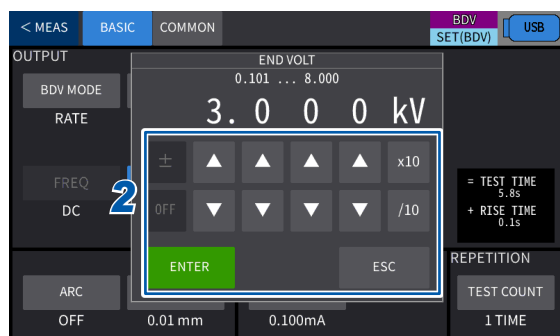 < MEAS BASIC COMMON BDV USB
SET(BDV)
OUTPUT
END VOLT
0.101 ... 8.000
BDV MODE
3. 0 0 0 kV
RATE
± ▲ ▲ ▲ ▲ x10
FREQ
DC
2
OFF ▼ ▼ ▼ ▼ /10
= TEST TIME
5.8s
+ RISE TIME
0.1s
ENTER ESC
REPETITION
ARC
TEST COUNT
OFF 0.01 mm 0.100mA 1 TIME